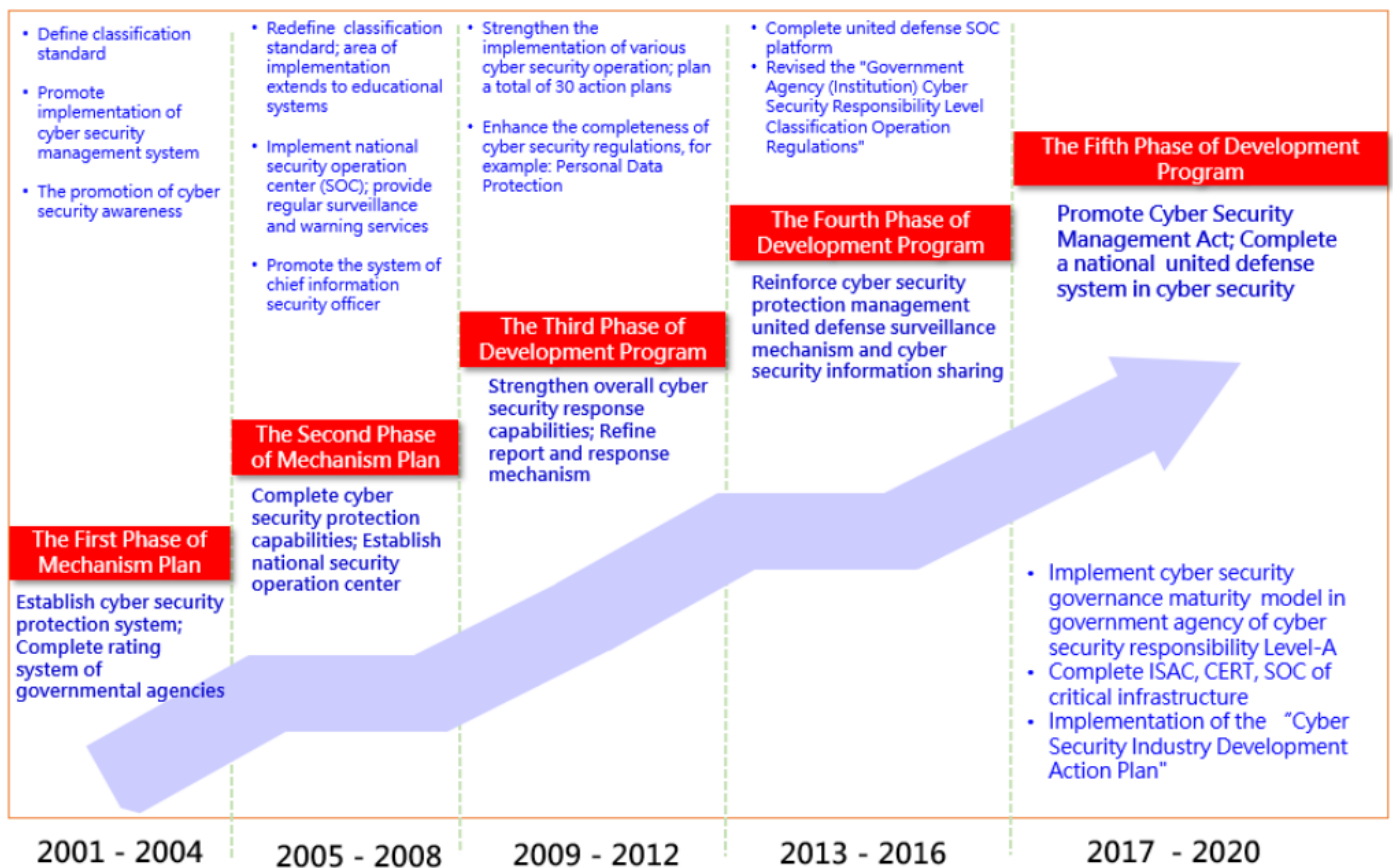 • Define classification
standard
• Promote
implementation of
cyber security
management system
• The promotion of cyber
security awareness
The First Phase of
Mechanism Plan
Establish cyber security
protection system;
Complete rating
system of
governmental agencies
2001 - 2004
• Redefine classification
standard; area of
implementation
extends to educational
systems
• Implement national
security operation
center (SOC); provide
regular surveillance
and warning services
• Promote the system of
chief information
security officer
The Second Phase
of Mechanism Plan
Complete cyber
security protection
capabilities; Establish
national security
operation center
2005 - 2008
• Strengthen the
implementation of various
cyber security operation; plan
a total of 30 action plans
• Enhance the completeness of
cyber security regulations, for
example: Personal Data
Protection
The Third Phase of
Development Program
Strengthen overall cyber
security response
capabilities; Refine
report and response
mechanism
2009 - 2012
• Complete united defense SOC
platform
• Revised the "Government
Agency (Institution) Cyber
Security Responsibility Level
Classification Operation
Regulations"
The Fourth Phase of
Development Program
Reinforce cyber security
protection management
united defense surveillance
mechanism and cyber
security information sharing
2013 - 2016
The Fifth Phase of Development
Program
Promote Cyber Security
Management Act; Complete
a national united defense
system in cyber security
• Implement cyber security
governance maturity model in
government agency of cyber
security responsibility Level-A
• Complete ISAC, CERT, SOC of
critical infrastructure
• Implementation of the “Cyber
Security Industry Development
Action Plan"
2017 - 2020